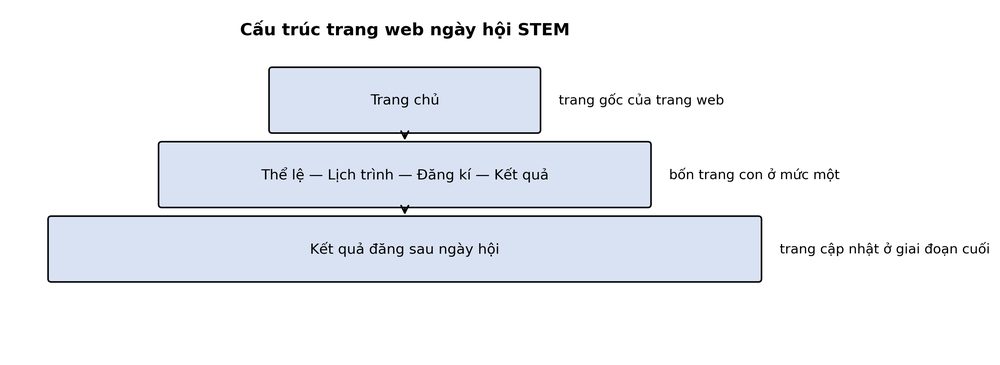 Cấu trúc trang web ngày hội STEM
Trang chủ
trang gốc của trang web
Thể lệ — Lịch trình — Đăng kí — Kết quả
bốn trang con ở mức một
Kết quả đăng sau ngày hội
trang cập nhật ở giai đoạn cuối